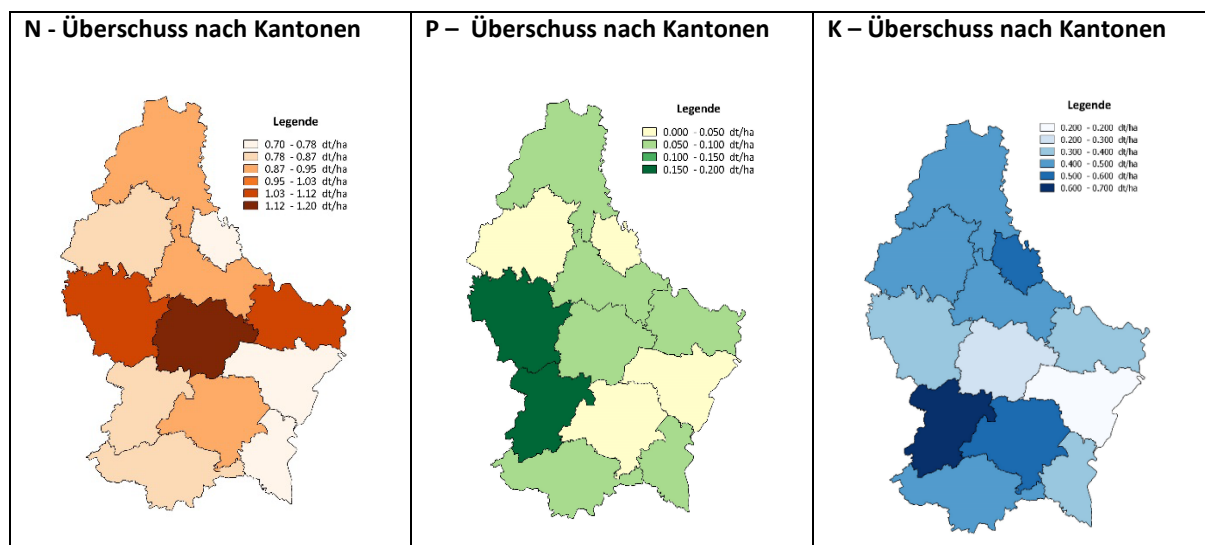 N - Überschuss nach Kantonen
Legende
0.70 - 0.78 dt/ha
0.78 - 0.87 dt/ha
0.87 - 0.95 dt/ha
0.95 - 1.03 dt/ha
1.03 - 1.12 dt/ha
1.12 - 1.20 dt/ha
P – Überschuss nach Kantonen
Legende
0.000 - 0.050 dt/ha
0.050 - 0.100 dt/ha
0.100 - 0.150 dt/ha
0.150 - 0.200 dt/ha
K – Überschuss nach Kantonen
Legende
0.200 - 0.200 dt/ha
0.200 - 0.300 dt/ha
0.300 - 0.400 dt/ha
0.400 - 0.500 dt/ha
0.500 - 0.600 dt/ha
0.600 - 0.700 dt/ha